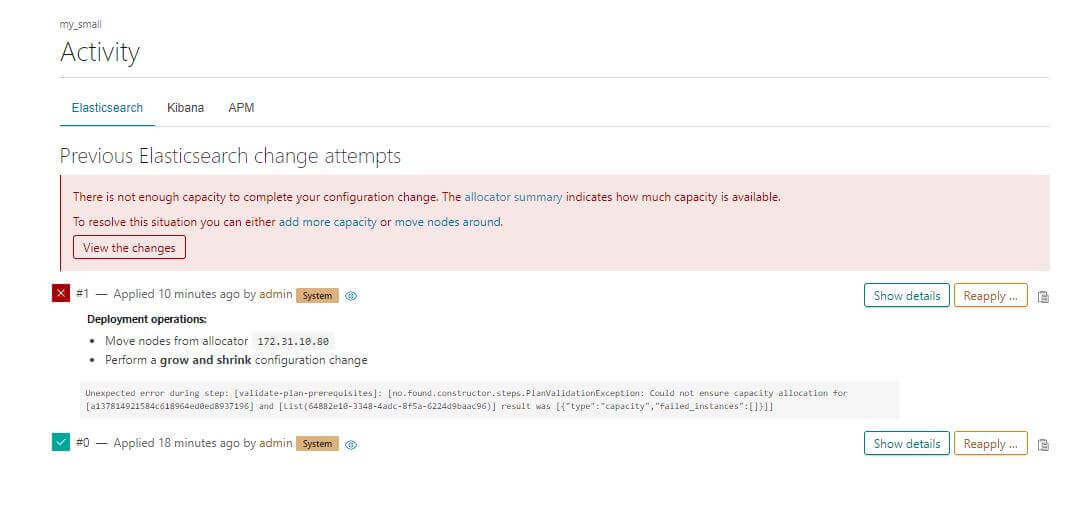 my_small
Activity
Elasticsearch Kibana APM
Previous Elasticsearch change attempts
There is not enough capacity to complete your configuration change. The allocator summary indicates how much capacity is available.
To resolve this situation you can either add more capacity or move nodes around.
View the changes
#1 — Applied 10 minutes ago by admin System Show details Reapply ...
Deployment operations:
• Move nodes from allocator 172.31.10.80
• Perform a grow and shrink configuration change
Unexpected error during step: [validate-plan-prerequisites]: [no.found.constructor.steps.PlanValidationException: Could not ensure capacity allocation for
[a137814921584c618964ed0ed8937196] and [List(64882e10-3348-4adc-8f5a-6224d9baac96)] result was [{"type":"capacity","failed_instances":[]}]]
#0 — Applied 18 minutes ago by admin System Show details Reapply ...